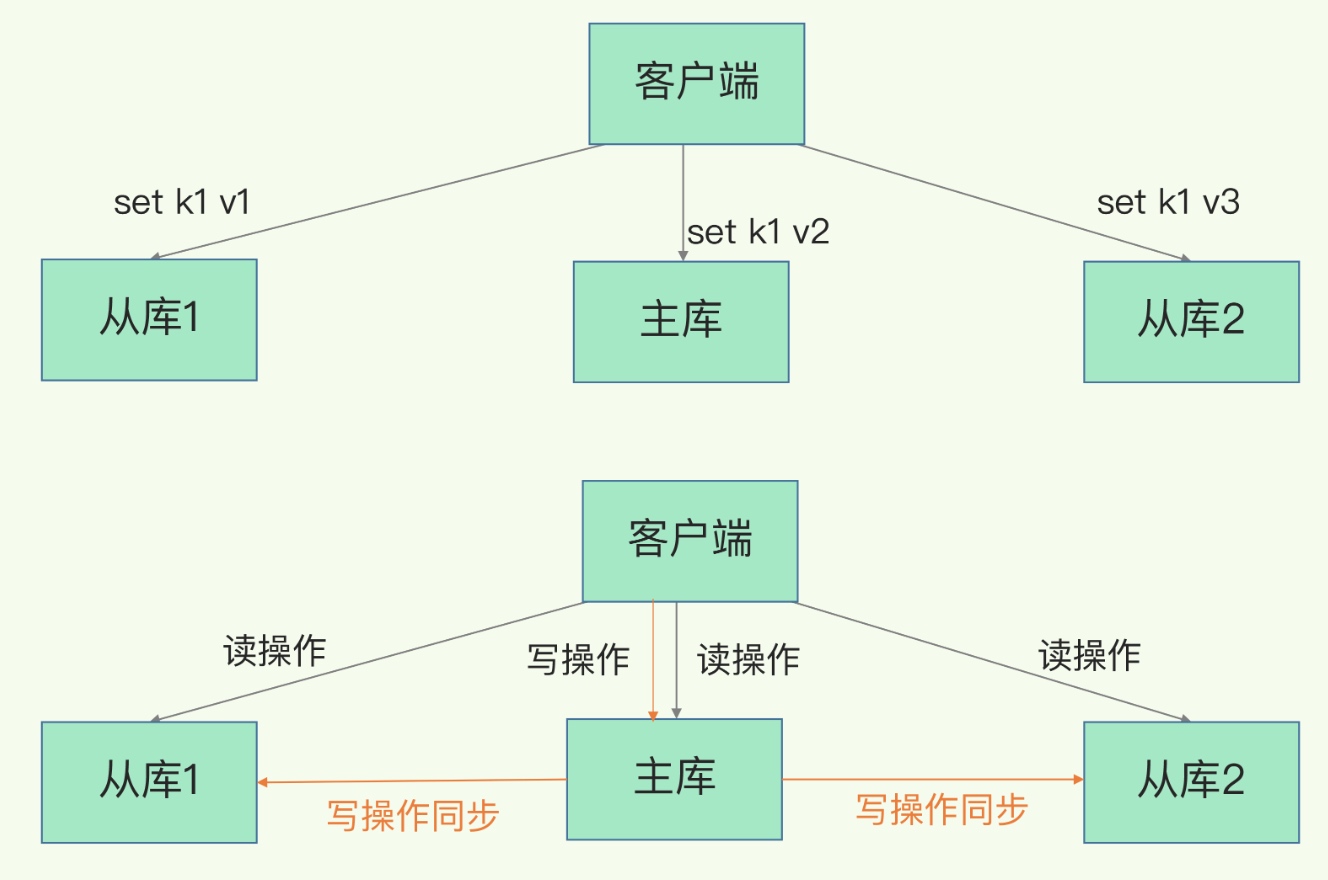 客户端
set k1 v1
set k1 v3
set k1 v2
从库1
主库
从库2
客户端
读操作
写操作
读操作
读操作
从库1
主库
从库2
写操作同步
写操作同步